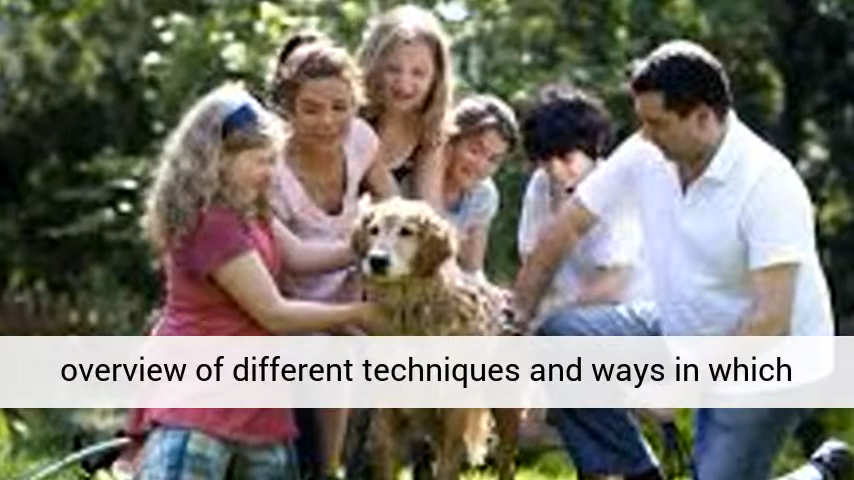 overview of different techniques and ways in which